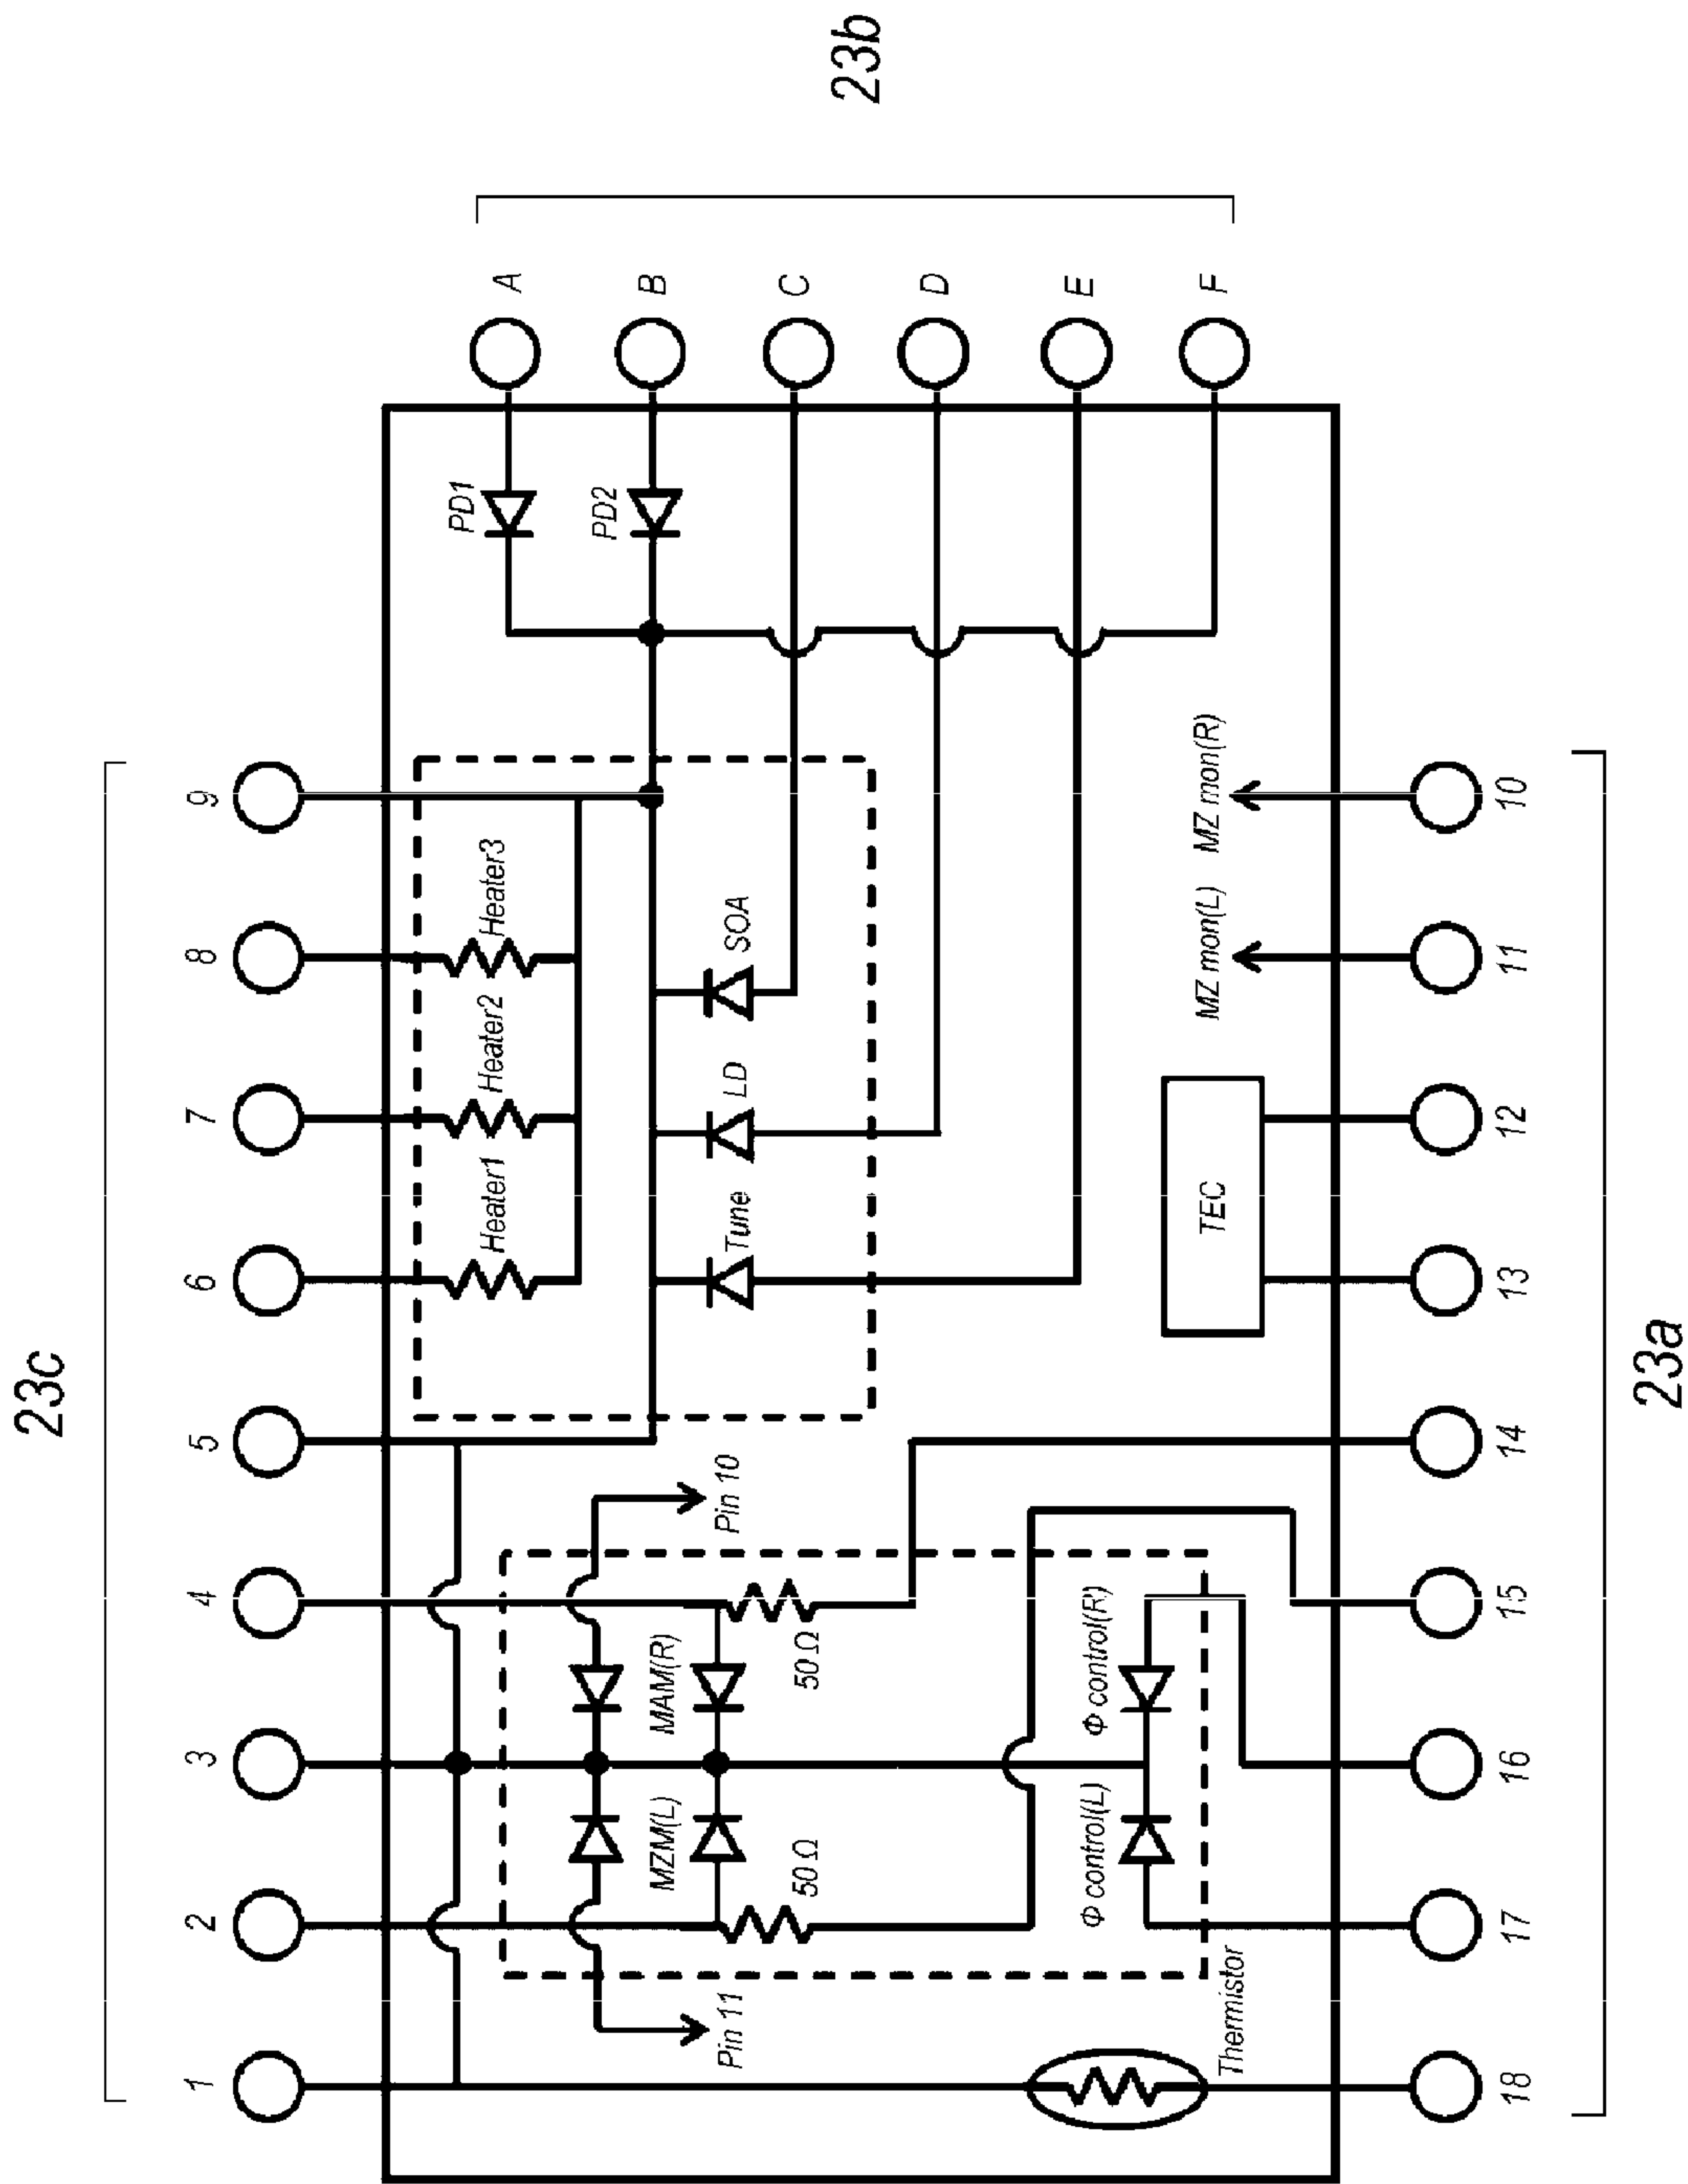 23c
1
2
3
4
5
6
7
8
9
Heater1
Heater2
Heater3
PD1
PD2
A
B
C
D
E
F
23b
Pin 11
MZM(L)
MAM(R)
50 Ω
50 Ω
Pin 10
Tune
LD
SOA
Thermistor
Φ control(L)
Φ control(R)
TEC
MZ mon(L)
MZ mon(R)
18
17
16
15
14
13
12
11
10
23a